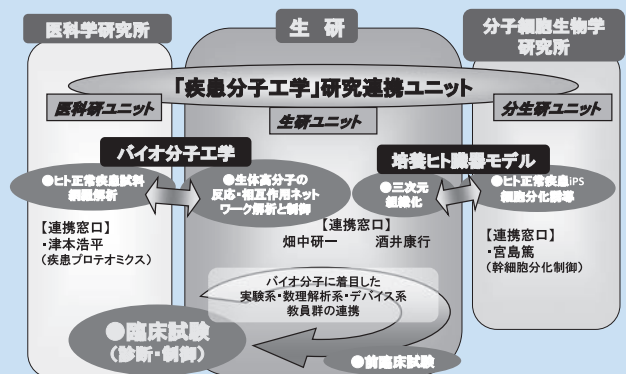 医科学研究所
生 研
分子細胞生物学
研究所
「疾患分子工学」研究連携ユニット
医科研ユニット
生研ユニット
分生研ユニット
バイオ分子工学
培養ヒト臓器モデル
●ヒト正常疾患試料
網羅解析
●生体高分子の
反応・相互作用ネット
ワーク解析と制御
●三次元
組織化
●ヒト正常疾患iPS
細胞分化誘導
【連携窓口】
・津本浩平
(疾患プロテオミクス)
【連携窓口】
畑中研一 酒井康行
【連携窓口】
・宮島篤
(幹細胞分化制御)
バイオ分子に着目した
実験系・数理解析系・デバイス系
教員群の連携
●臨床試験
(診断・制御)
●前臨床試験